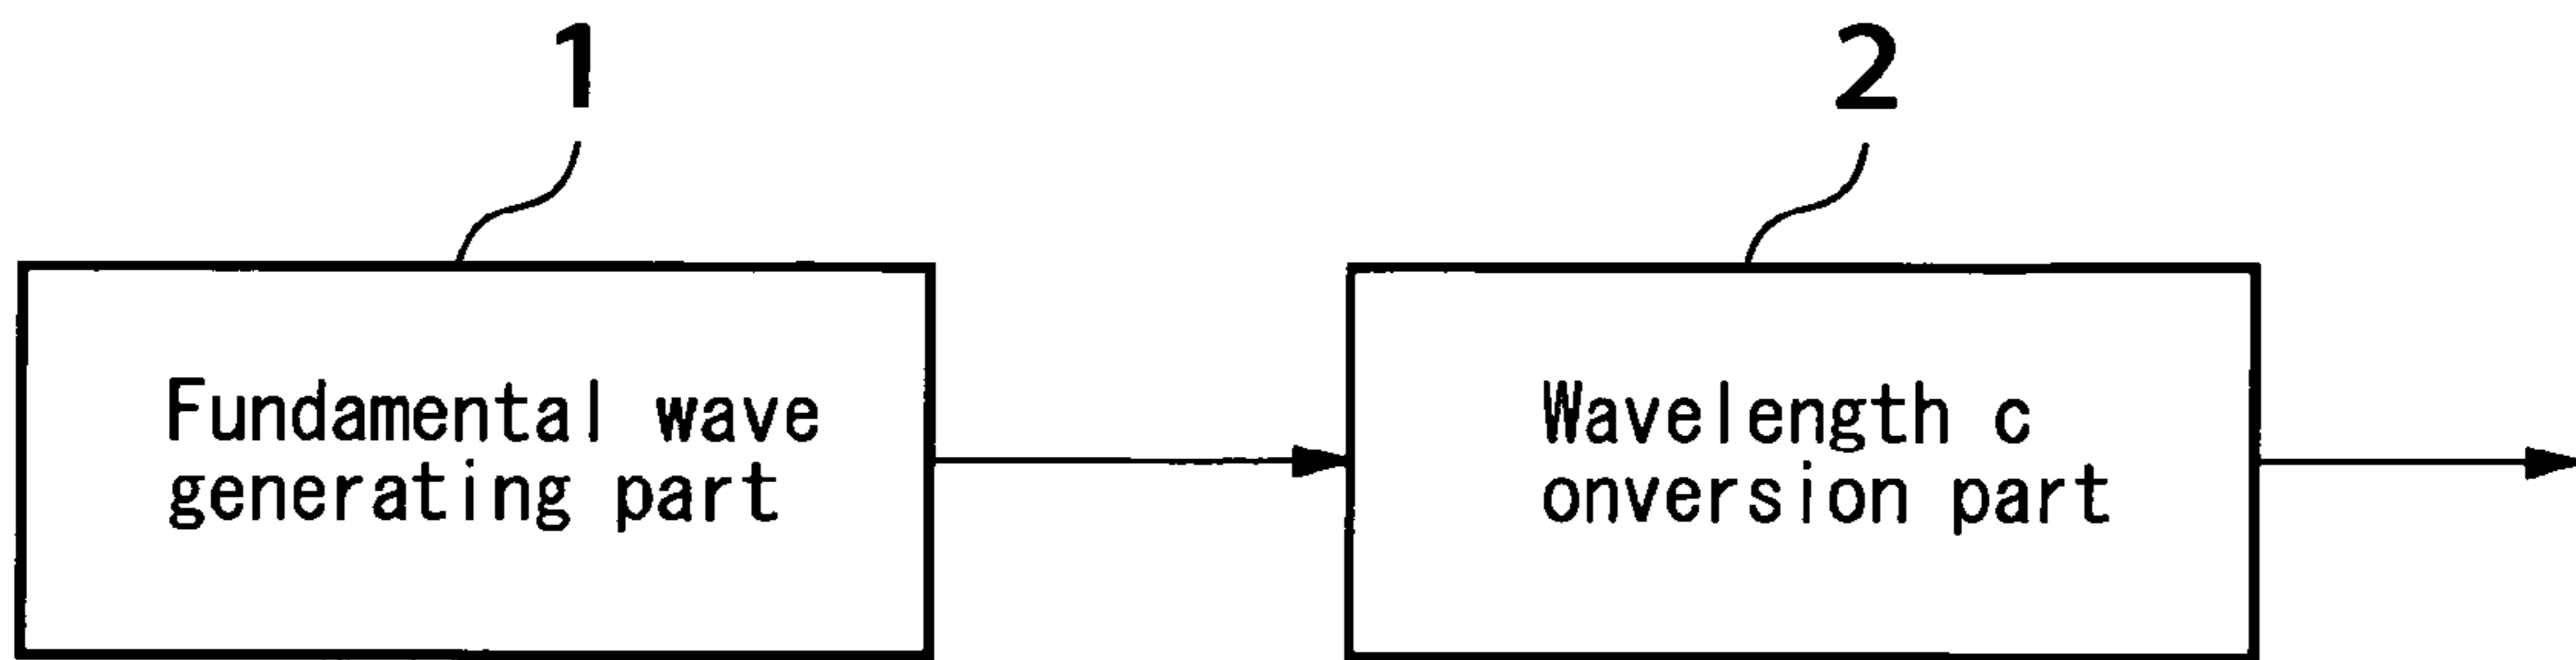 1
2
Fundamental wave
generating part
Wavelength c
onversion part